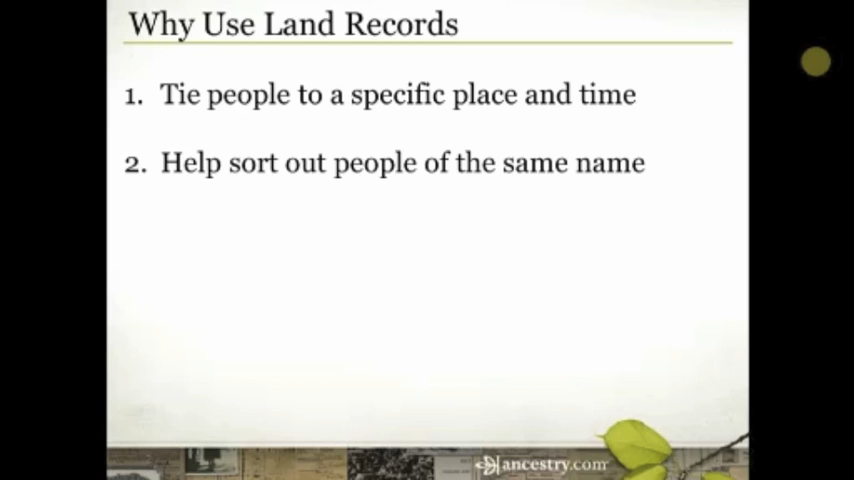 Why Use Land Records
1. Tie people to a specific place and time
2. Help sort out people of the same name
ancestry.com